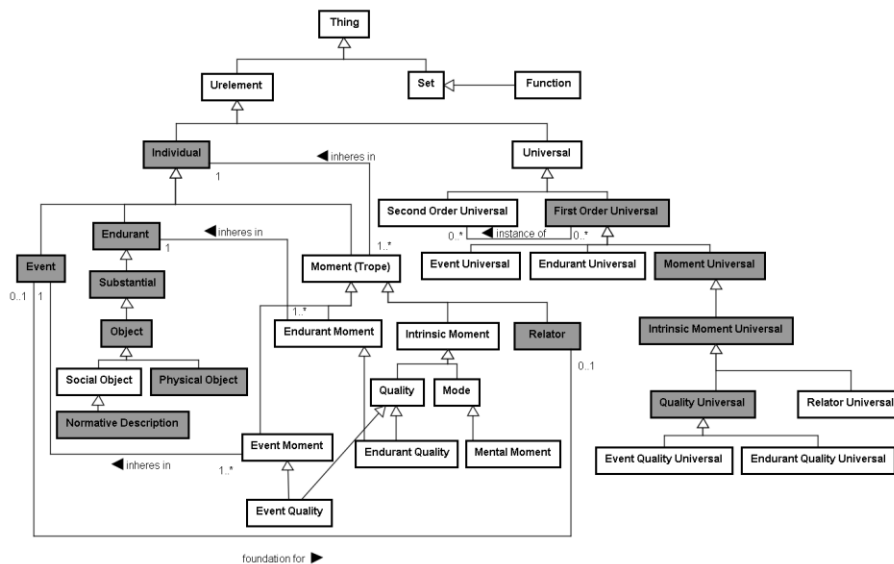 Thing
Urelement
Set
Function
Individual
◀ inheres in
1
Universal
Second Order Universal
First Order Universal
0..*
◀ instance of
0..*
Endurant
1
◀ inheres in
1..*
Event
0..1
1
Moment (Trope)
Event Universal
Endurant Universal
Moment Universal
Substantial
1..*
Object
Endurant Moment
Intrinsic Moment
Relator
0..1
Intrinsic Moment Universal
Social Object
Physical Object
Quality
Mode
Normative Description
Quality Universal
Relator Universal
Event Moment
Endurant Quality
Mental Moment
Event Quality Universal
Endurant Quality Universal
◀ inheres in
1..*
Event Quality
foundation for ▶